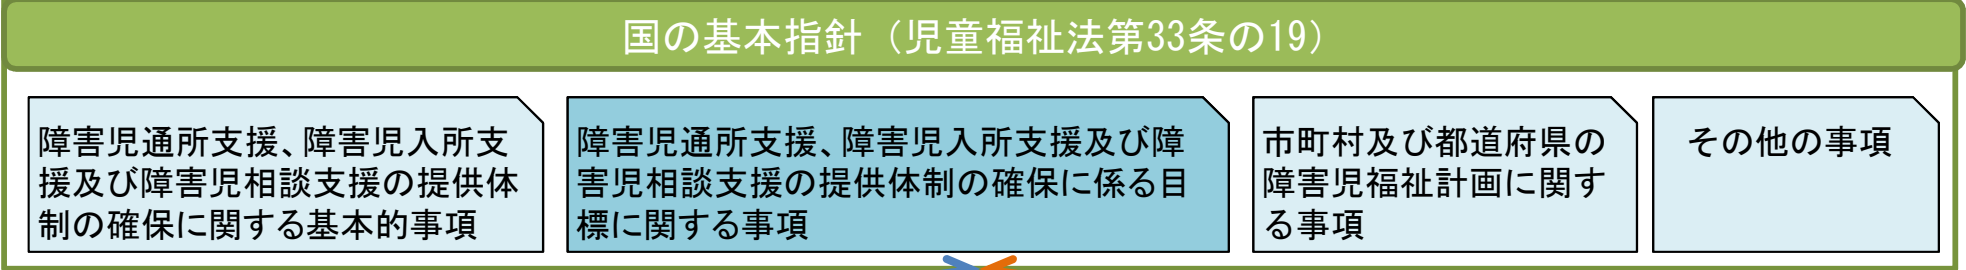 国の基本指針（児童福祉法第33条の19）
障害児通所支援、障害児入所支
援及び障害児相談支援の提供体
制の確保に関する基本的事項
障害児通所支援、障害児入所支援及び障
害児相談支援の提供体制の確保に係る目
標に関する事項
市町村及び都道府県の
障害児福祉計画に関す
る事項
その他の事項